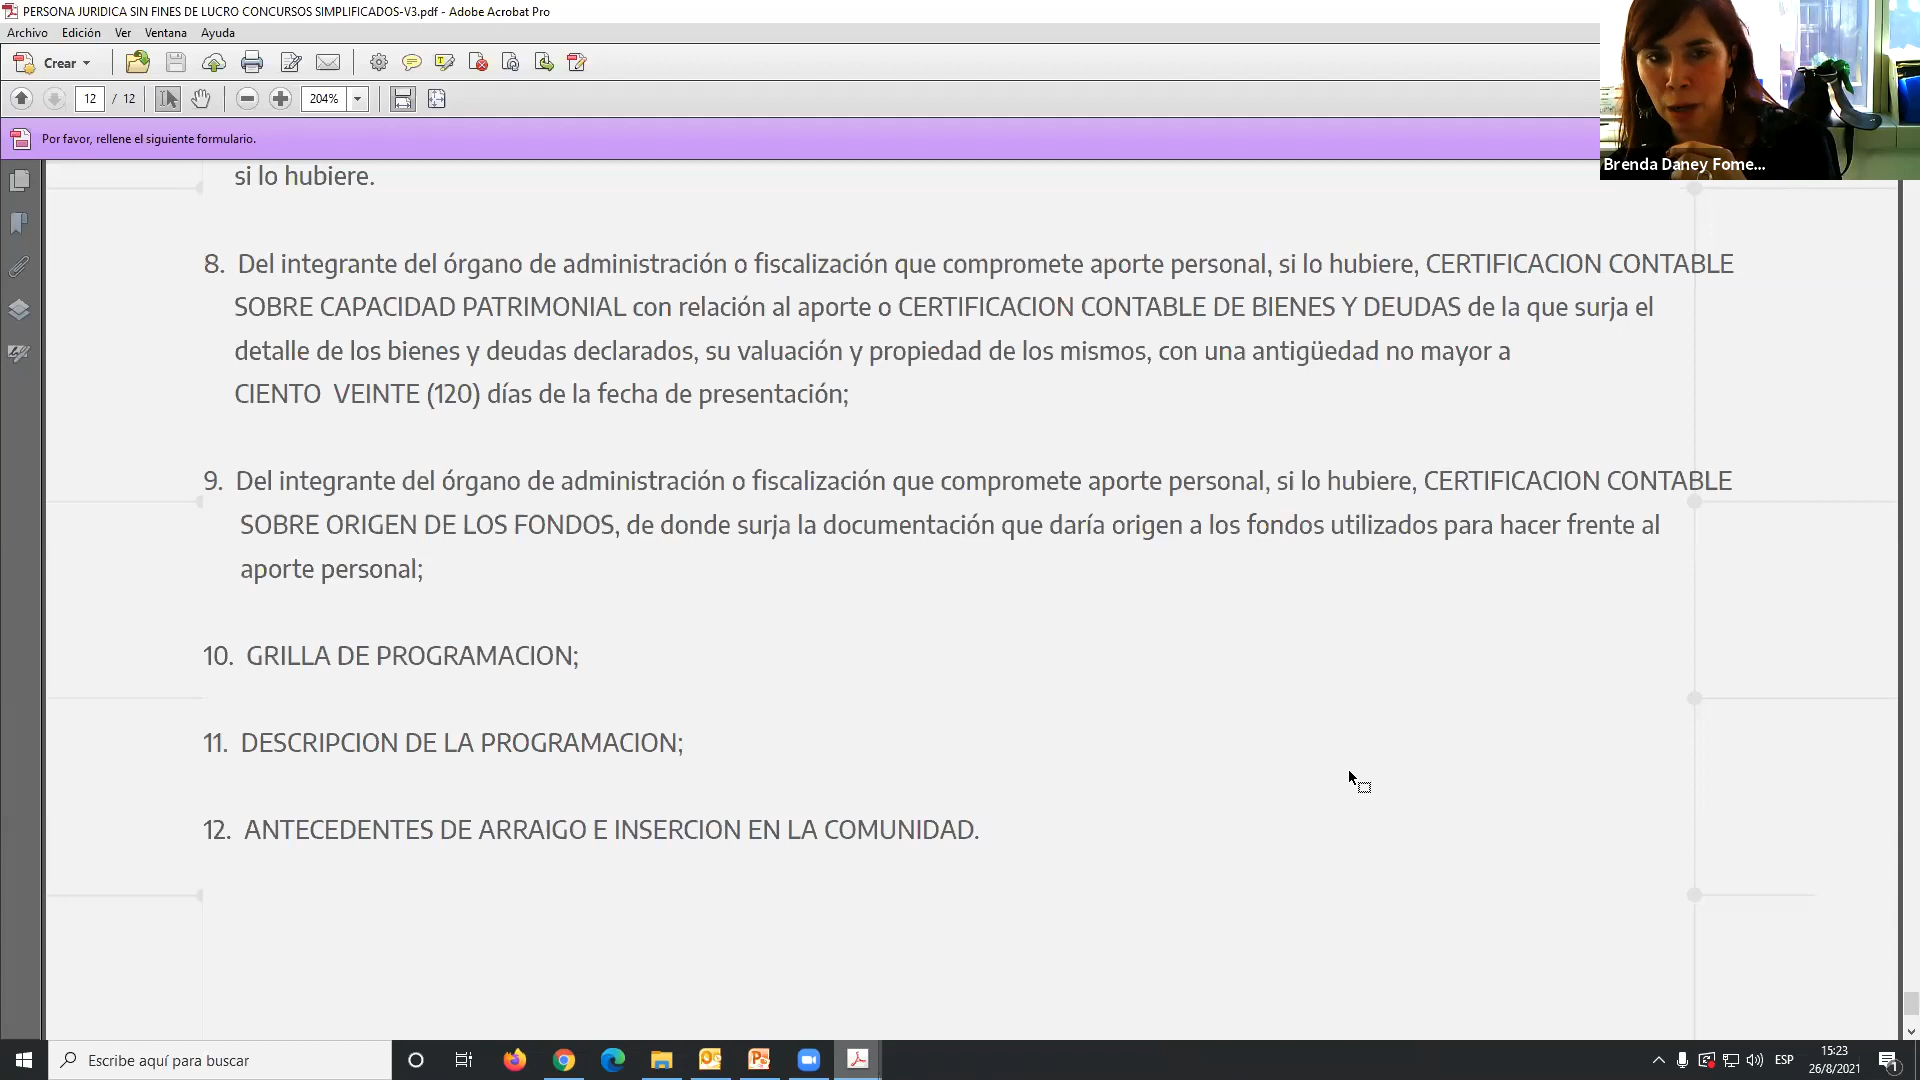 PERSONA JURIDICA SIN FINES DE LUCRO CONCURSOS SIMPLIFICADOS-V3.pdf - Adobe Acrobat Pro
Archivo Edición Ver Ventana Ayuda
Crear
12 / 12 204%
Por favor, rellene el siguiente formulario.
Brenda Daney Fome...
si lo hubiere.
8. Del integrante del órgano de administración o fiscalización que compromete aporte personal, si lo hubiere, CERTIFICACION CONTABLE
SOBRE CAPACIDAD PATRIMONIAL con relación al aporte o CERTIFICACION CONTABLE DE BIENES Y DEUDAS de la que surja el
detalle de los bienes y deudas declarados, su valuación y propiedad de los mismos, con una antigüedad no mayor a
CIENTO VEINTE (120) días de la fecha de presentación;
9. Del integrante del órgano de administración o fiscalización que compromete aporte personal, si lo hubiere, CERTIFICACION CONTABLE
SOBRE ORIGEN DE LOS FONDOS, de donde surja la documentación que daría origen a los fondos utilizados para hacer frente al
aporte personal;
10. GRILLA DE PROGRAMACION;
11. DESCRIPCION DE LA PROGRAMACION;
12. ANTECEDENTES DE ARRAIGO E INSERCION EN LA COMUNIDAD.
Escribe aquí para buscar
ESP
15:23
26/8/2021
1